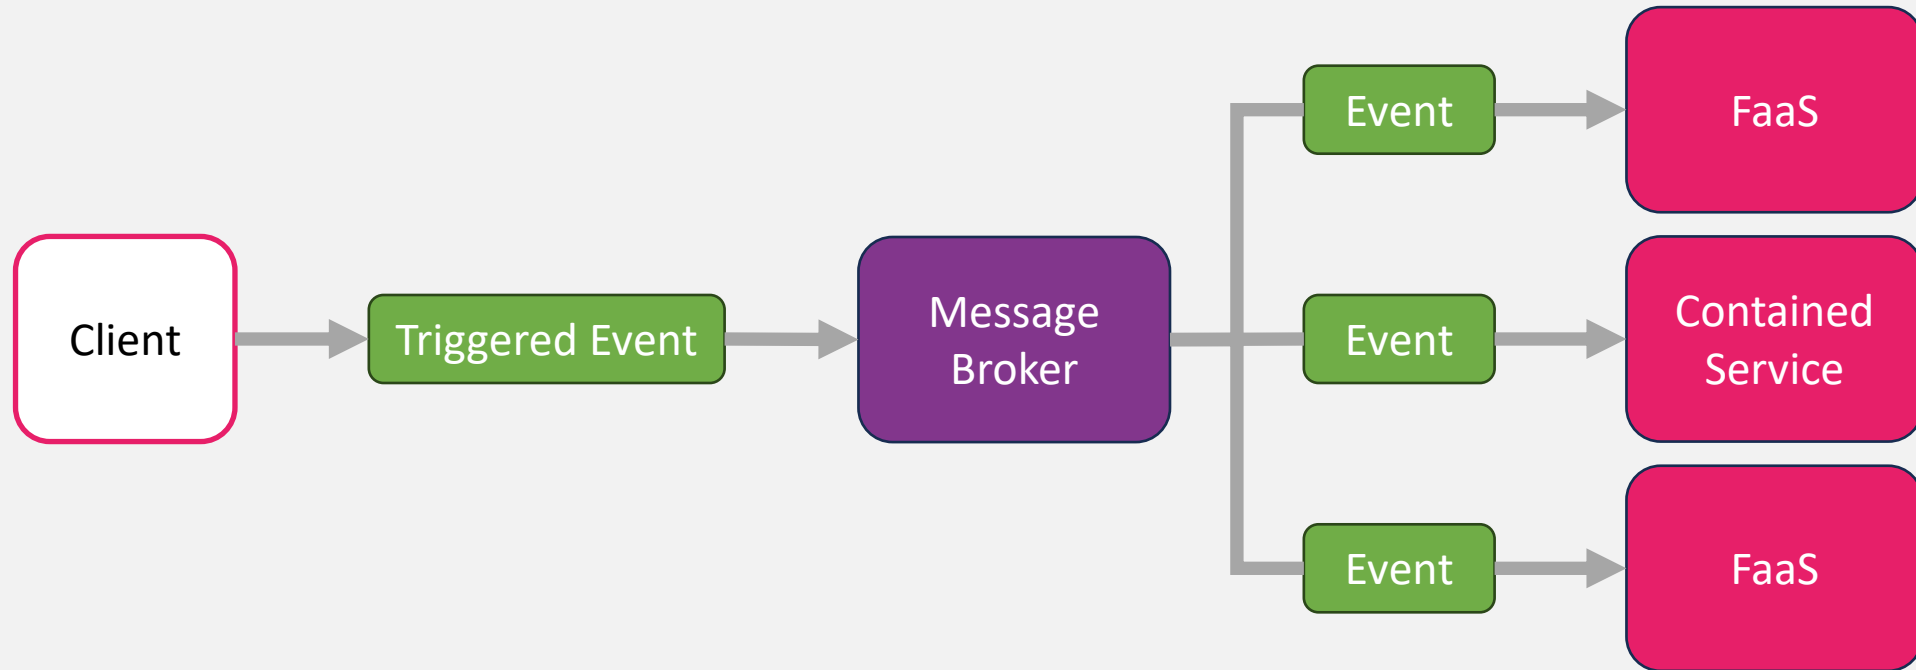 Client
Triggered Event
Message
Broker
Event
FaaS
Event
Contained
Service
Event
FaaS